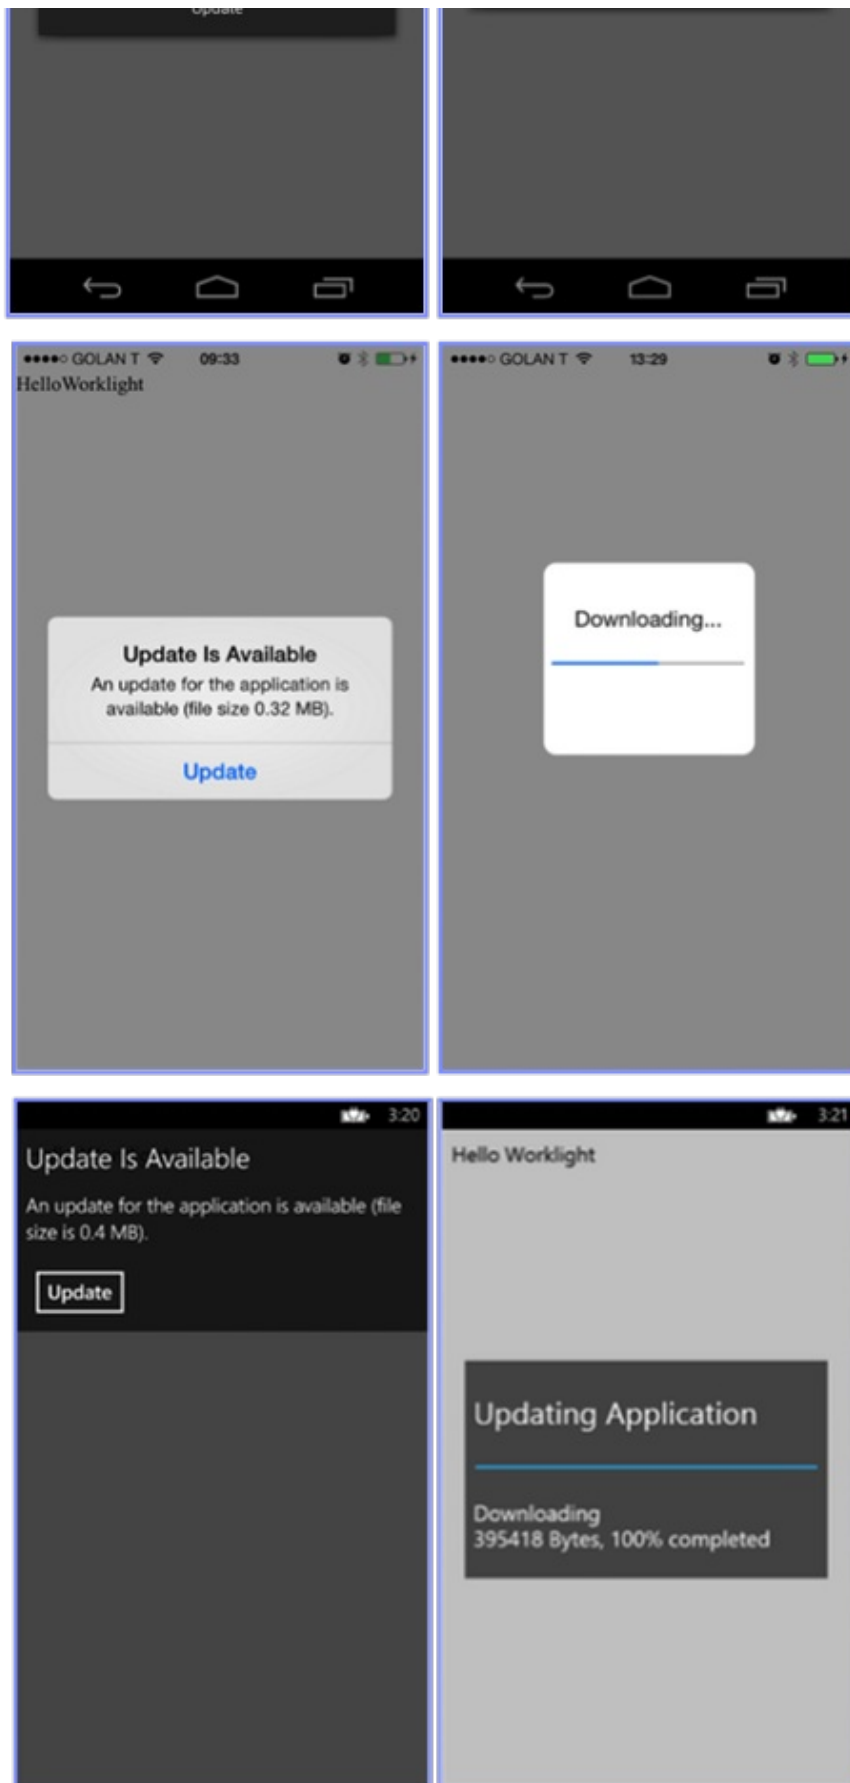 Update
GOLAN T 09:33
HelloWorklight
Update Is Available
An update for the application is
available (file size 0.32 MB).
Update
GOLAN T 13:29
Downloading...
3:20
Update Is Available
An update for the application is available (file
size is 0.4 MB).
Update
3:21
Hello Worklight
Updating Application
Downloading
395418 Bytes, 100% completed